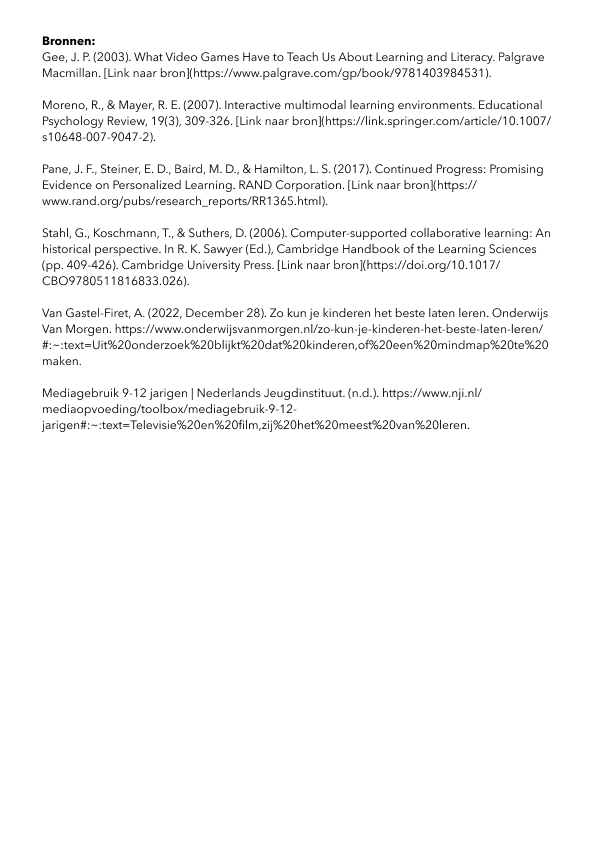 Bronnen:
Gee, J. P. (2003). What Video Games Have to Teach Us About Learning and Literacy. Palgrave
Macmillan. [Link naar bron](https://www.palgrave.com/gp/book/9781403984531).
Moreno, R., & Mayer, R. E. (2007). Interactive multimodal learning environments. Educational
Psychology Review, 19(3), 309-326. [Link naar bron](https://link.springer.com/article/10.1007/
s10648-007-9047-2).
Pane, J. F., Steiner, E. D., Baird, M. D., & Hamilton, L. S. (2017). Continued Progress: Promising
Evidence on Personalized Learning. RAND Corporation. [Link naar bron](https://
www.rand.org/pubs/research_reports/RR1365.html).
Stahl, G., Koschmann, T., & Suthers, D. (2006). Computer-supported collaborative learning: An
historical perspective. In R. K. Sawyer (Ed.), Cambridge Handbook of the Learning Sciences
(pp. 409-426). Cambridge University Press. [Link naar bron](https://doi.org/10.1017/
CBO9780511816833.026).
Van Gastel-Firet, A. (2022, December 28). Zo kun je kinderen het beste laten leren. Onderwijs
Van Morgen. https://www.onderwijsvanmorgen.nl/zo-kun-je-kinderen-het-beste-laten-leren/
#:~:text=Uit%20onderzoek%20blijkt%20dat%20kinderen,of%20een%20mindmap%20te%20
maken.
Mediagebruik 9-12 jarigen | Nederlands Jeugdinstituut. (n.d.). https://www.nji.nl/
mediaopvoeding/toolbox/mediagebruik-9-12-
jarigen#:~:text=Televisie%20en%20film,zij%20het%20meest%20van%20leren.